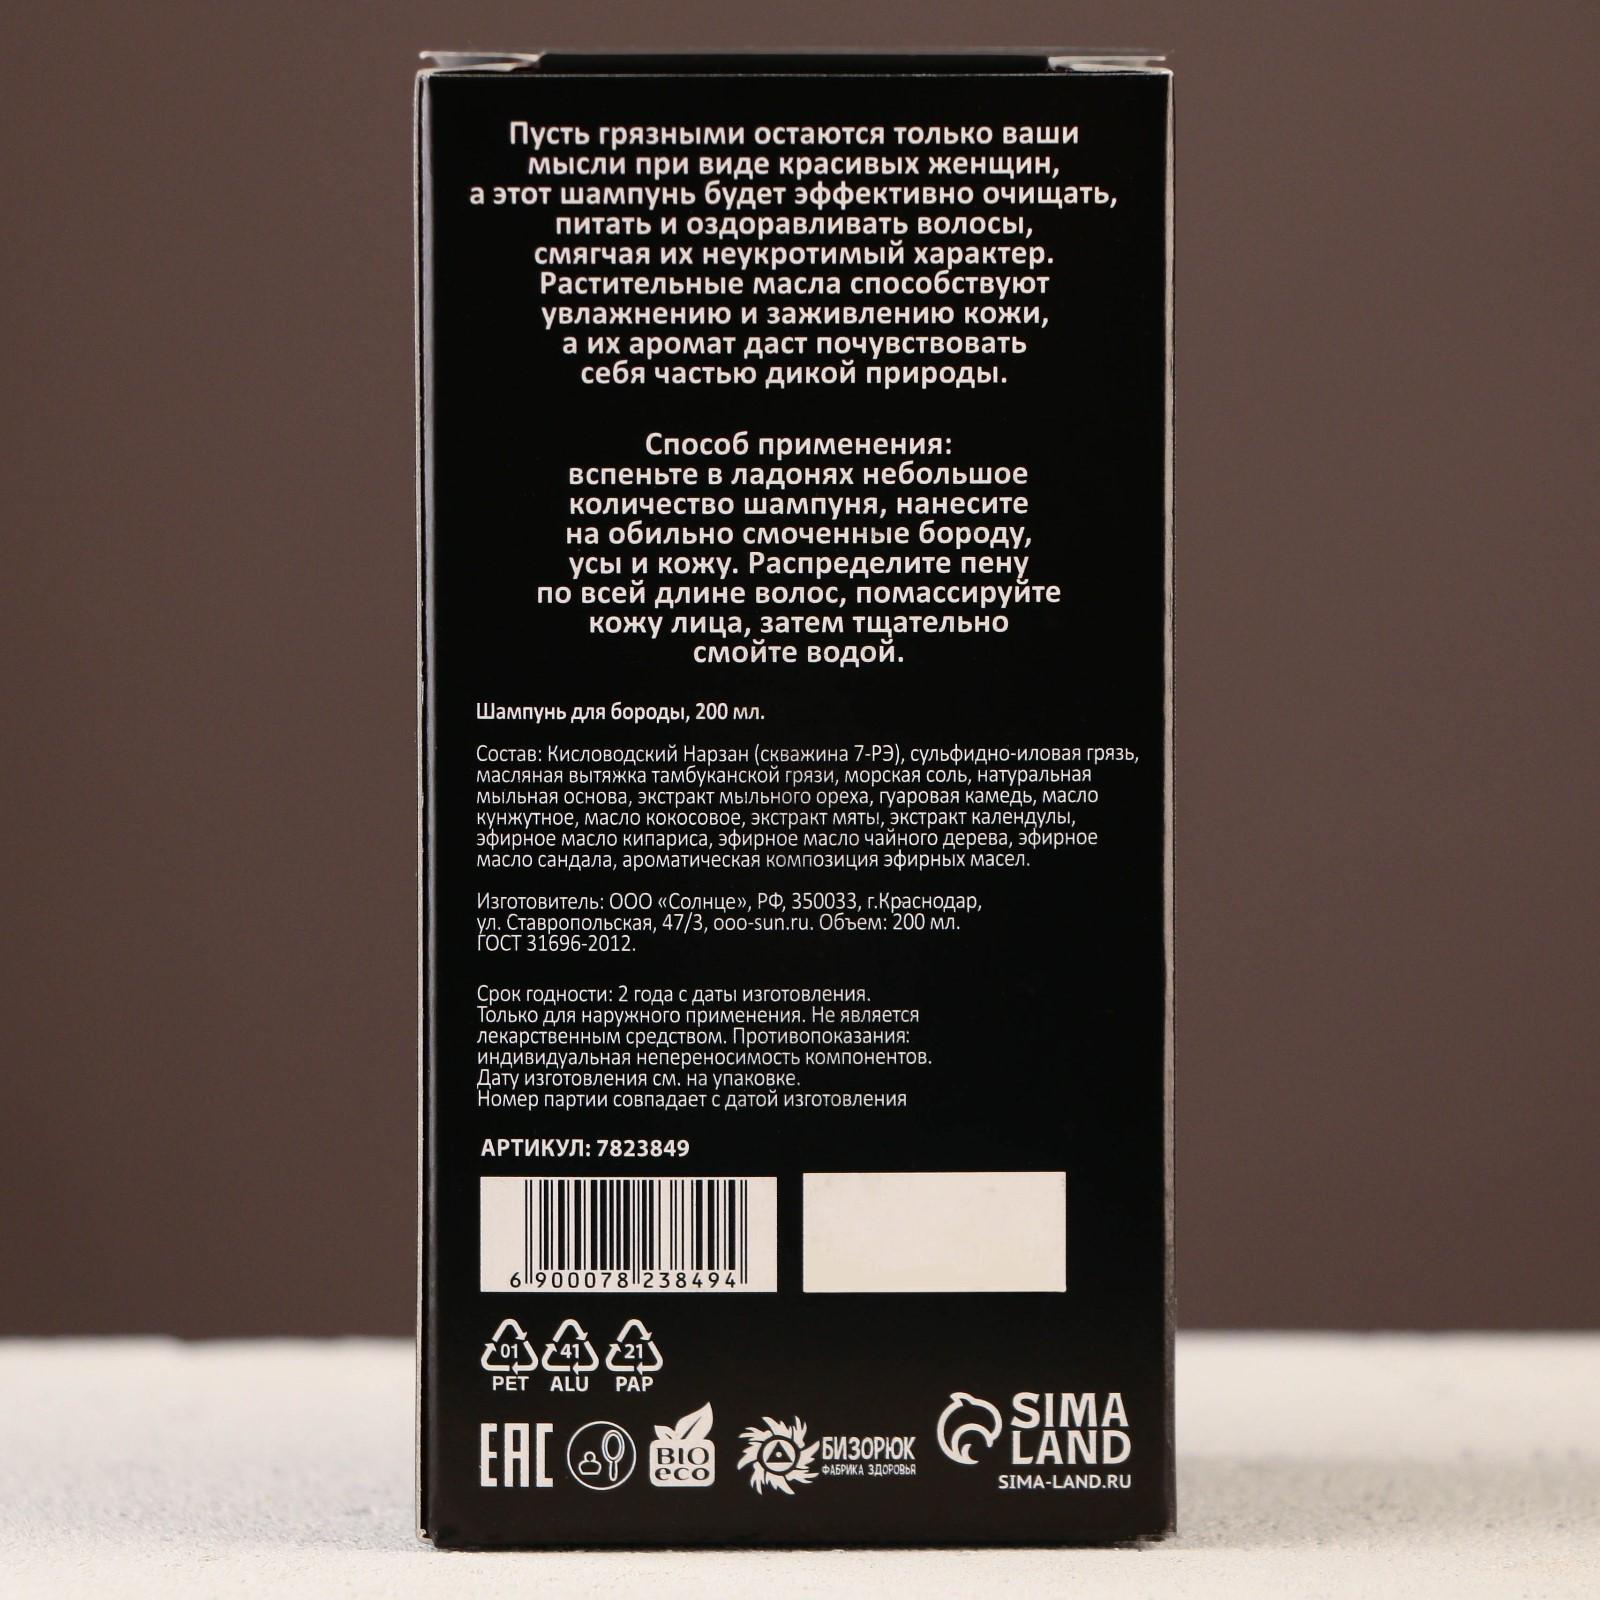 Пусть грязными остаются только ваши
мысли при виде красивых женщин,
а этот шампунь будет эффективно очищать,
питать и оздоравливать волосы,
смягчая их неукротимый характер.
Растительные масла способствуют
увлажнению и заживлению кожи,
а их аромат даст почувствовать
себя частью дикой природы.
Способ применения:
вспеньте в ладонях небольшое
количество шампуня, нанесите
на обильно смоченные бороду,
усы и кожу. Распределите пену
по всей длине волос, помассируйте
кожу лица, затем тщательно
смойте водой.
Шампунь для бороды, 200 мл.
Состав: Кисловодский Нарзан (скважина 7-РЭ), сульфидно-иловая грязь,
масляная вытяжка тамбуканской грязи, морская соль, натуральная
мыльная основа, экстракт мыльного ореха, гуаровая камедь, масло
кунжутное, масло кокосовое, экстракт мяты, экстракт календулы,
эфирное масло кипариса, эфирное масло чайного дерева, эфирное
масло сандала, ароматическая композиция эфирных масел.
Изготовитель: ООО «Солнце», РФ, 350033, г.Краснодар,
ул. Ставропольская, 47/3, ooo-sun.ru. Объем: 200 мл.
ГОСТ 31696-2012.
Срок годности: 2 года с даты изготовления.
Только для наружного применения. Не является
лекарственным средством. Противопоказания:
индивидуальная непереносимость компонентов.
Дату изготовления см. на упаковке.
Номер партии совпадает с датой изготовления
АРТИКУЛ: 7823849
6 900078 238494
01 41 21
PET ALU PAP
EAC
BIO
eco
БИЗОРЮК
ФАБРИКА ЗДОРОВЬЯ
SIMA
LAND
SIMA-LAND.RU